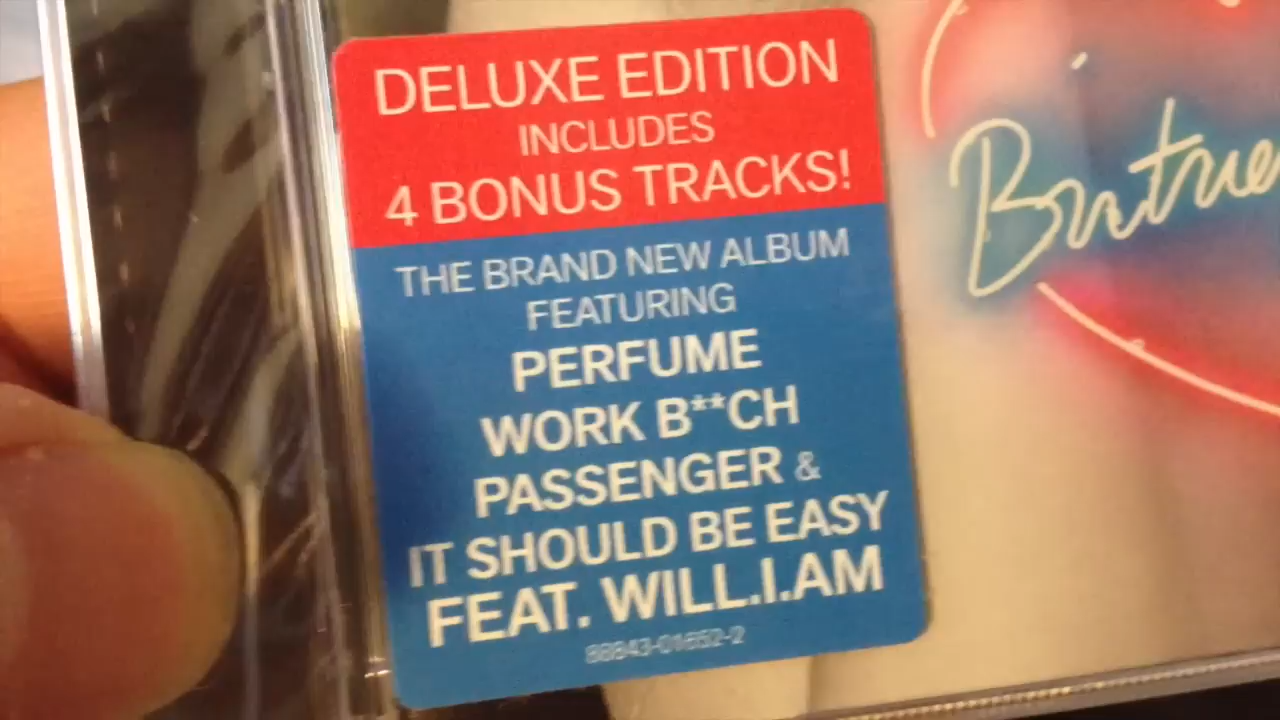 DELUXE EDITION
INCLUDES
4 BONUS TRACKS!
THE BRAND NEW ALBUM
FEATURING
PERFUME
WORK B**CH
PASSENGER &
IT SHOULD BE EASY
FEAT. WILL.I.AM
88843-01652-2
Britne